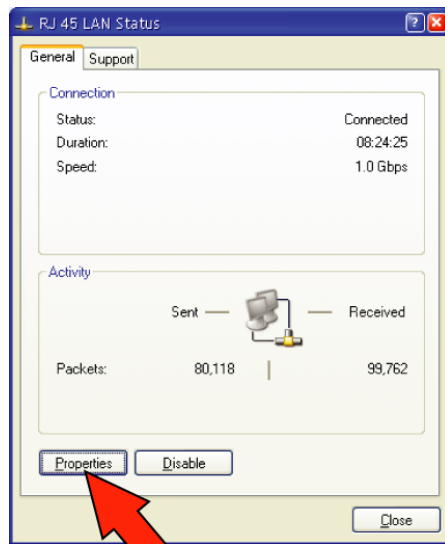 RJ 45 LAN Status
General Support
Connection
Status: Connected
Duration: 08:24:25
Speed: 1.0 Gbps
Activity
Sent Received
Packets: 80,118 99,762
Properties Disable
Close